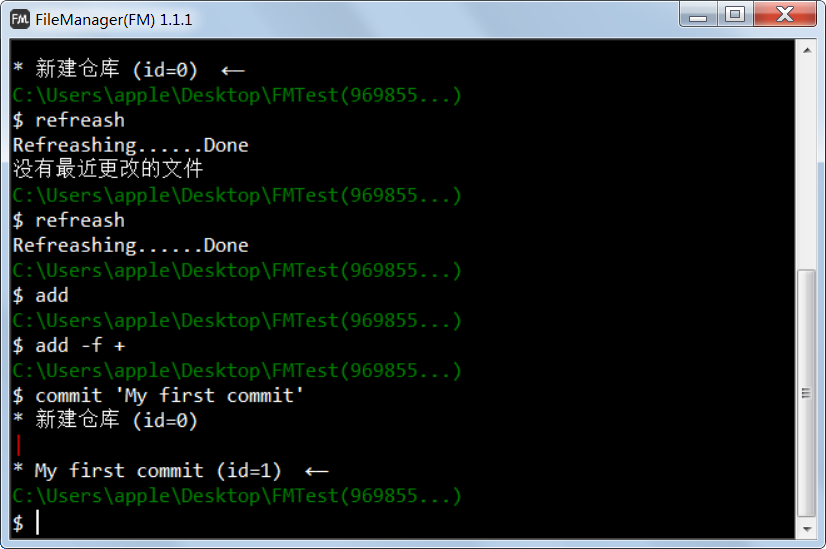 FM FileManager(FM) 1.1.1
* 新建仓库 (id=0) ←
C:\Users\apple\Desktop\FMTest(969855...)
$ refreash
Refreashing......Done
没有最近更改的文件
C:\Users\apple\Desktop\FMTest(969855...)
$ refreash
Refreashing......Done
C:\Users\apple\Desktop\FMTest(969855...)
$ add
C:\Users\apple\Desktop\FMTest(969855...)
$ add -f +
C:\Users\apple\Desktop\FMTest(969855...)
$ commit 'My first commit'
* 新建仓库 (id=0)
|
* My first commit (id=1) ←
C:\Users\apple\Desktop\FMTest(969855...)
$